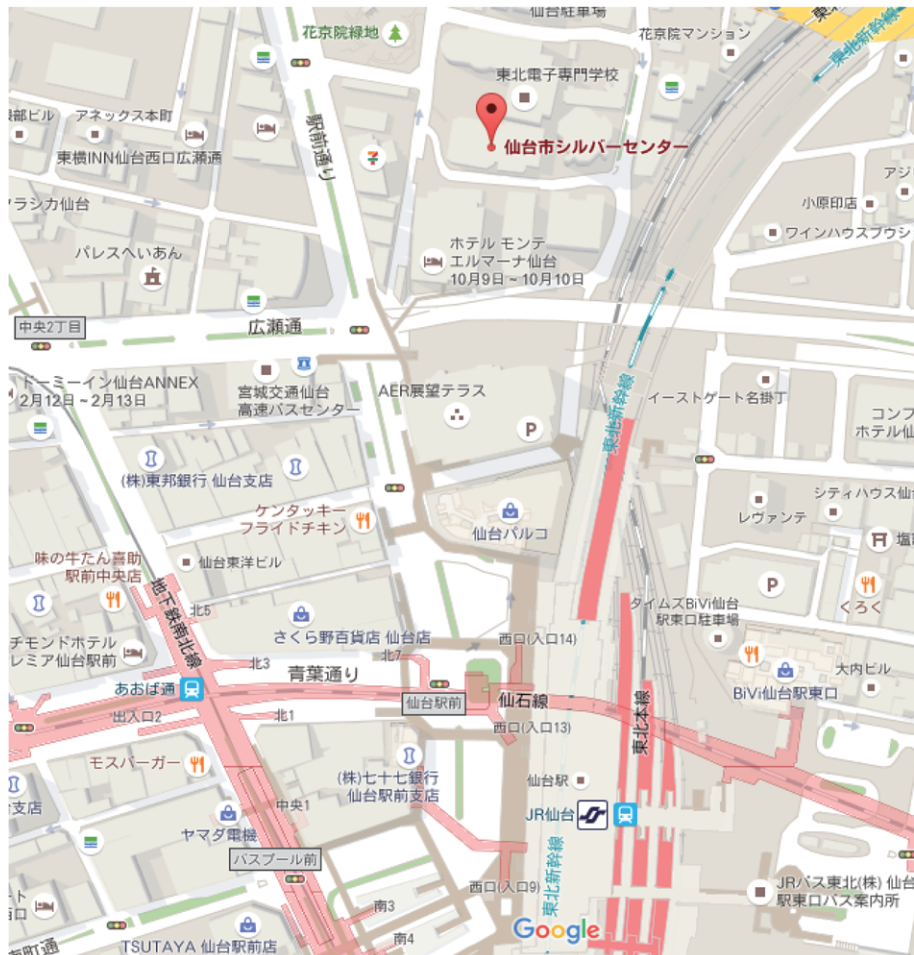 仙台駐車場
花京院緑地
花京院マンション
東北新幹線
東北電子専門学校
アネックス本町
東横INN仙台西口広瀬通
駅前通り
仙台市シルバーセンター
小原印店
ワインハウスブウシ
パレスへいあん
ホテル モンテ
エルマーナ仙台
10月9日~10月10日
中央2丁目
広瀬通
ドーミーイン仙台ANNEX
2月12日~2月13日
宮城交通仙台
高速バスセンター
AER展望テラス
P
東北新幹線
イーストゲート名掛丁
コンフ
ホテル仙
(株)東邦銀行 仙台支店
ケンタッキー
フライドチキン
仙台パルコ
シティハウス仙台
レヴァンテ
味の牛たん喜助
駅前中央店
仙台東洋ビル
地下鉄南北線
北5
P
くろく
タイムズBiVi仙台
駅東口駐車場
さくら野百貨店 仙台店
西口(入口14)
チモンドホテル
レミア仙台駅前
北3
青葉通り
北7
大内ビル
BiVi仙台駅東口
あおば通
仙台駅前
仙石線
出入口2
北1
西口(入口13)
東北本線
モスバーガー
(株)七十七銀行
仙台駅前支店
仙台駅
中央1
支店
ヤマダ電機
JR仙台
バスプール前
東北新幹線
西口(入口9)
JRバス東北(株) 仙台
駅東口バス案内所
南3
Google
南4
TSUTAYA 仙台駅前店
南町通